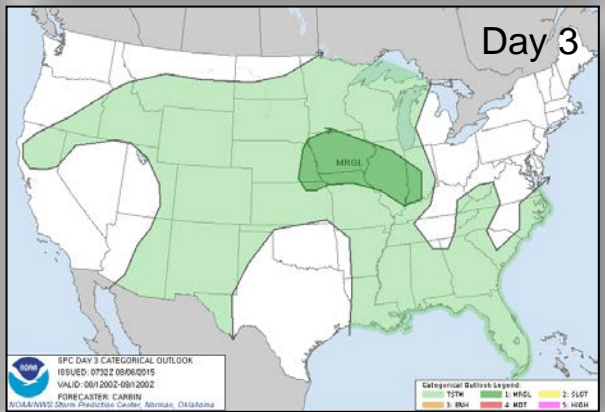 Day 3
MRGL
NOAA
SPC DAY 3 CATEGORICAL OUTLOOK
ISSUED: 0732Z 08/06/2015
VALID: 08/1200Z-09/1200Z
FORECASTER: CARBIN
NOAA/NWS Storm Prediction Center, Norman, Oklahoma
Categorical Outlook Legend:
TSTM 1: MRGL 2: SLGT
3: ENH 4: MDT 5: HIGH